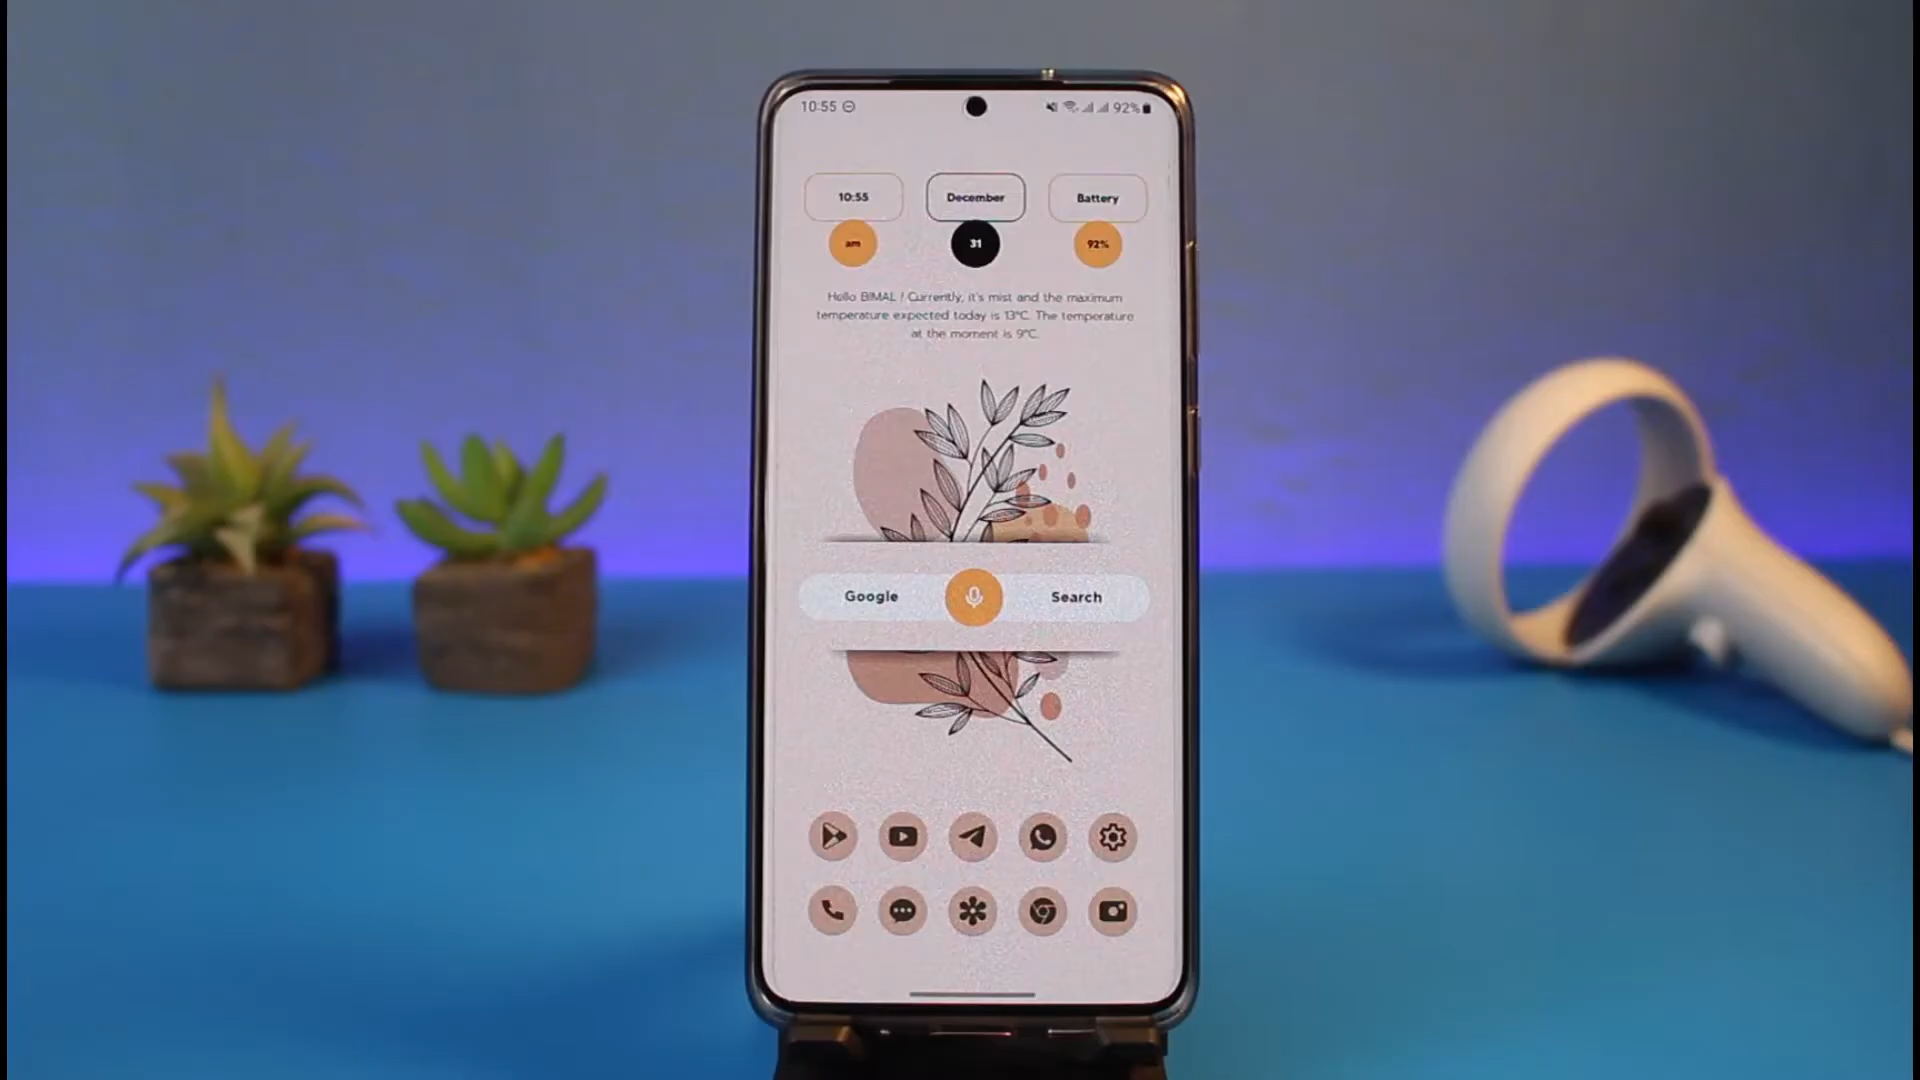 10:55 92%
10:55 December Battery
am 31 92%
Hello BIMAL ! Currently, it's mist and the maximum
temperature expected today is 13°C. The temperature
at the moment is 9°C.
Google Search